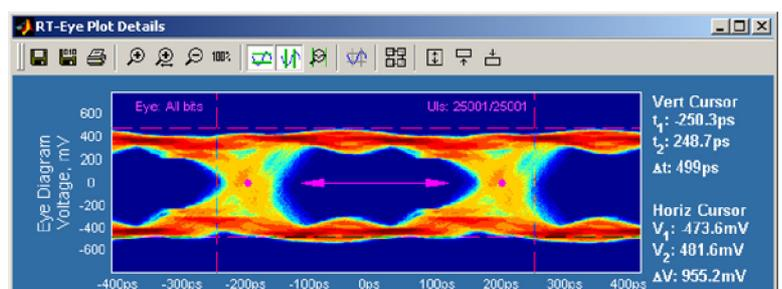 RT-Eye Plot Details
100%
Eye: All bits
UIs: 25001/25001
Eye Diagram
Voltage, mV
600
400
200
0
-200
-400
-600
-400ps -300ps -200ps -100ps 0ps 100ps 200ps 300ps 400ps
Vert Cursor
t1: -250.3ps
t2: 248.7ps
Δt: 499ps
Horiz Cursor
V1: -473.6mV
V2: 481.6mV
ΔV: 955.2mV